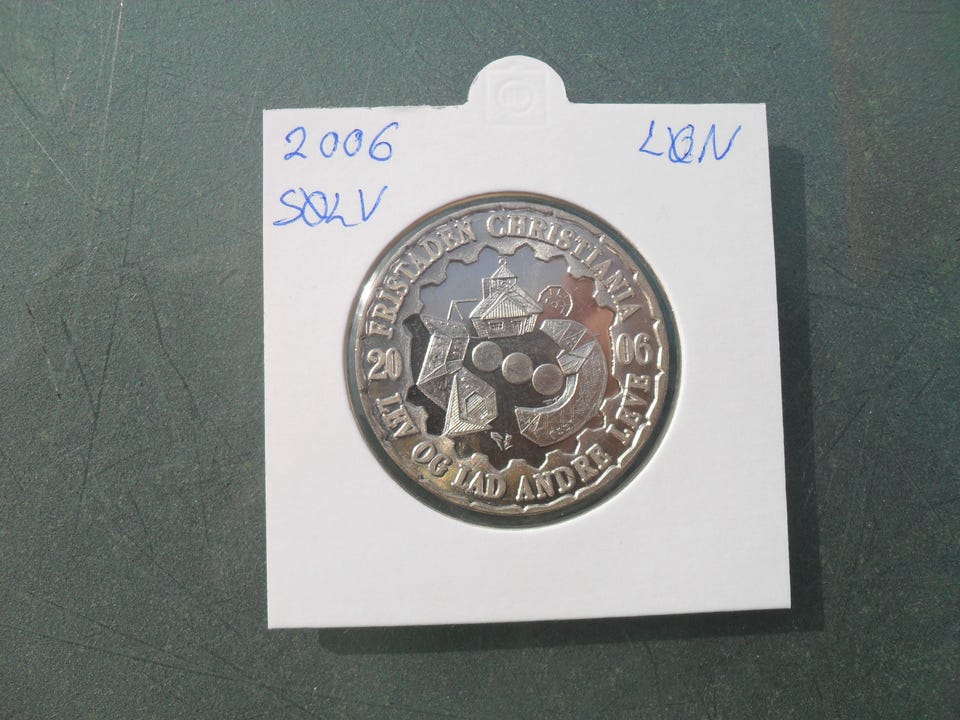 2006
LØN
SØLV
FRISTADEN CHRISTIANIA
20 06
LEV OG LAD ANDRE LEVE